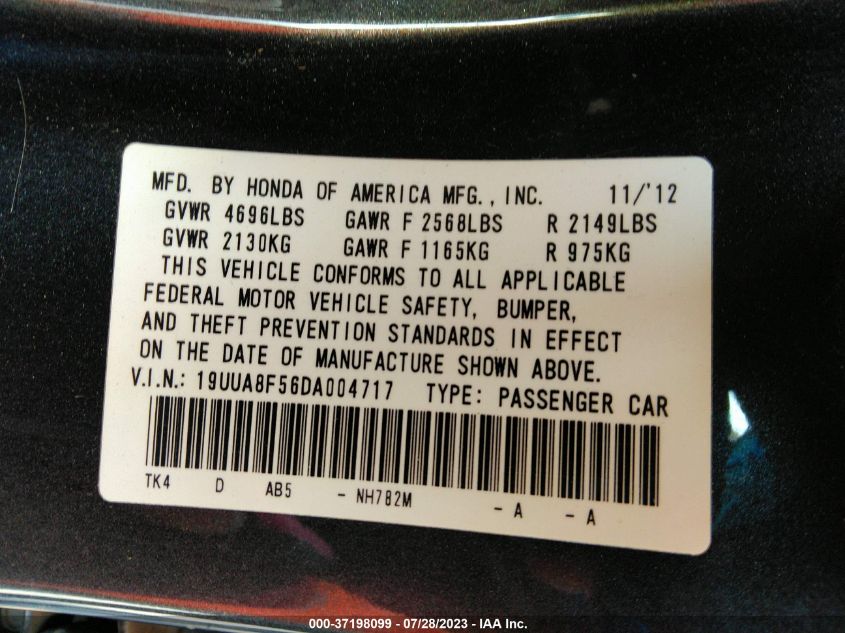 MFD. BY HONDA OF AMERICA MFG., INC. 11/'12
GVWR 4696LBS GAWR F 2568LBS R 2149LBS
GVWR 2130KG GAWR F 1165KG R 975KG
THIS VEHICLE CONFORMS TO ALL APPLICABLE
FEDERAL MOTOR VEHICLE SAFETY, BUMPER,
AND THEFT PREVENTION STANDARDS IN EFFECT
ON THE DATE OF MANUFACTURE SHOWN ABOVE.
V.I.N.: 19UUA8F56DA004717 TYPE: PASSENGER CAR
TK4 D AB5 - NH782M - A - A
000-37198099 - 07/28/2023 - IAA Inc.